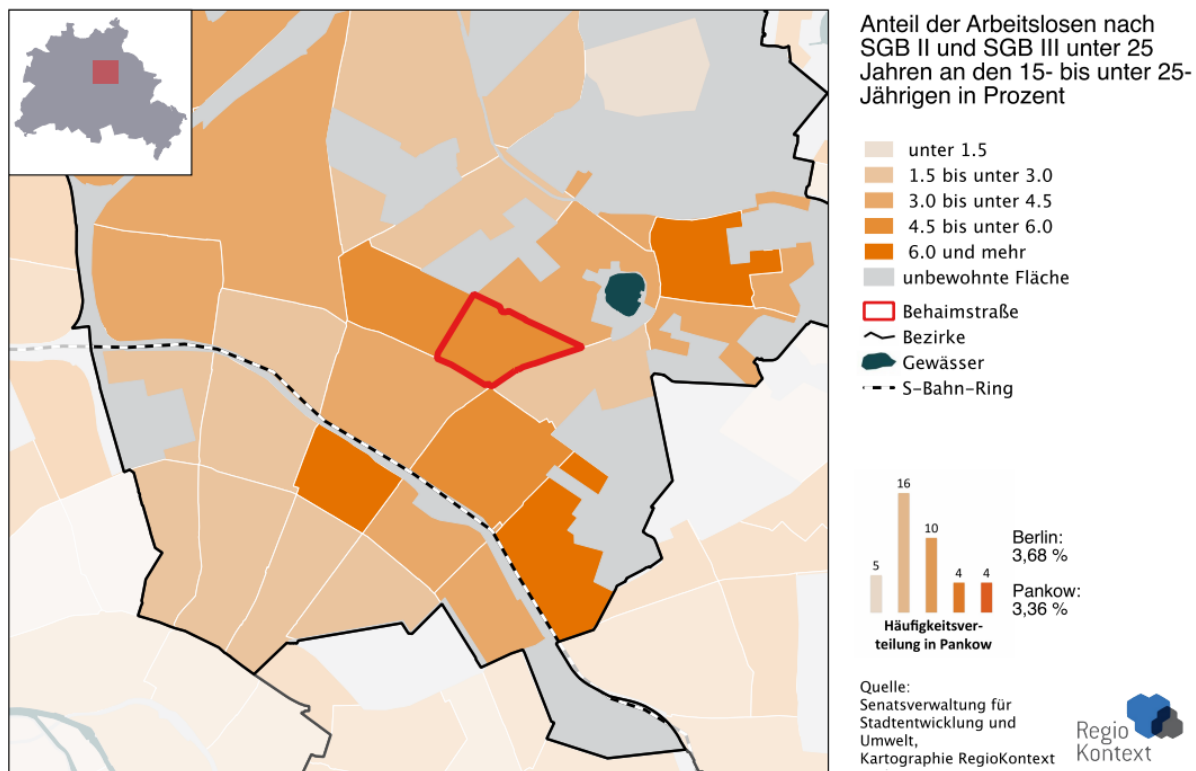 Anteil der Arbeitslosen nach
SGB II und SGB III unter 25
Jahren an den 15- bis unter 25-
Jährigen in Prozent
unter 1.5
1.5 bis unter 3.0
3.0 bis unter 4.5
4.5 bis unter 6.0
6.0 und mehr
unbewohnte Fläche
Behaimstraße
Bezirke
Gewässer
S-Bahn-Ring
16
10
5
4
4
Häufigkeitsver-
teilung in Pankow
Berlin:
3,68 %
Pankow:
3,36 %
Quelle:
Senatsverwaltung für
Stadtentwicklung und
Umwelt,
Kartographie RegioKontext
Regio
Kontext